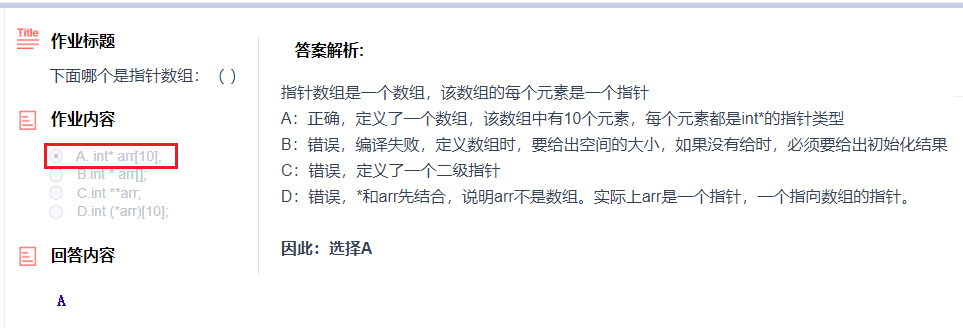 Title
作业标题
下面哪个是指针数组：（ ）
作业内容
A. int* arr[10];
B.int * arr[];
C.int **arr;
D.int (*arr)[10];
回答内容
A
答案解析：
指针数组是一个数组，该数组的每个元素是一个指针
A：正确，定义了一个数组，该数组中有10个元素，每个元素都是int*的指针类型
B：错误，编译失败，定义数组时，要给出空间的大小，如果没有给时，必须要给出初始化结果
C：错误，定义了一个二级指针
D：错误，*和arr先结合，说明arr不是数组。实际上arr是一个指针，一个指向数组的指针。
因此：选择A